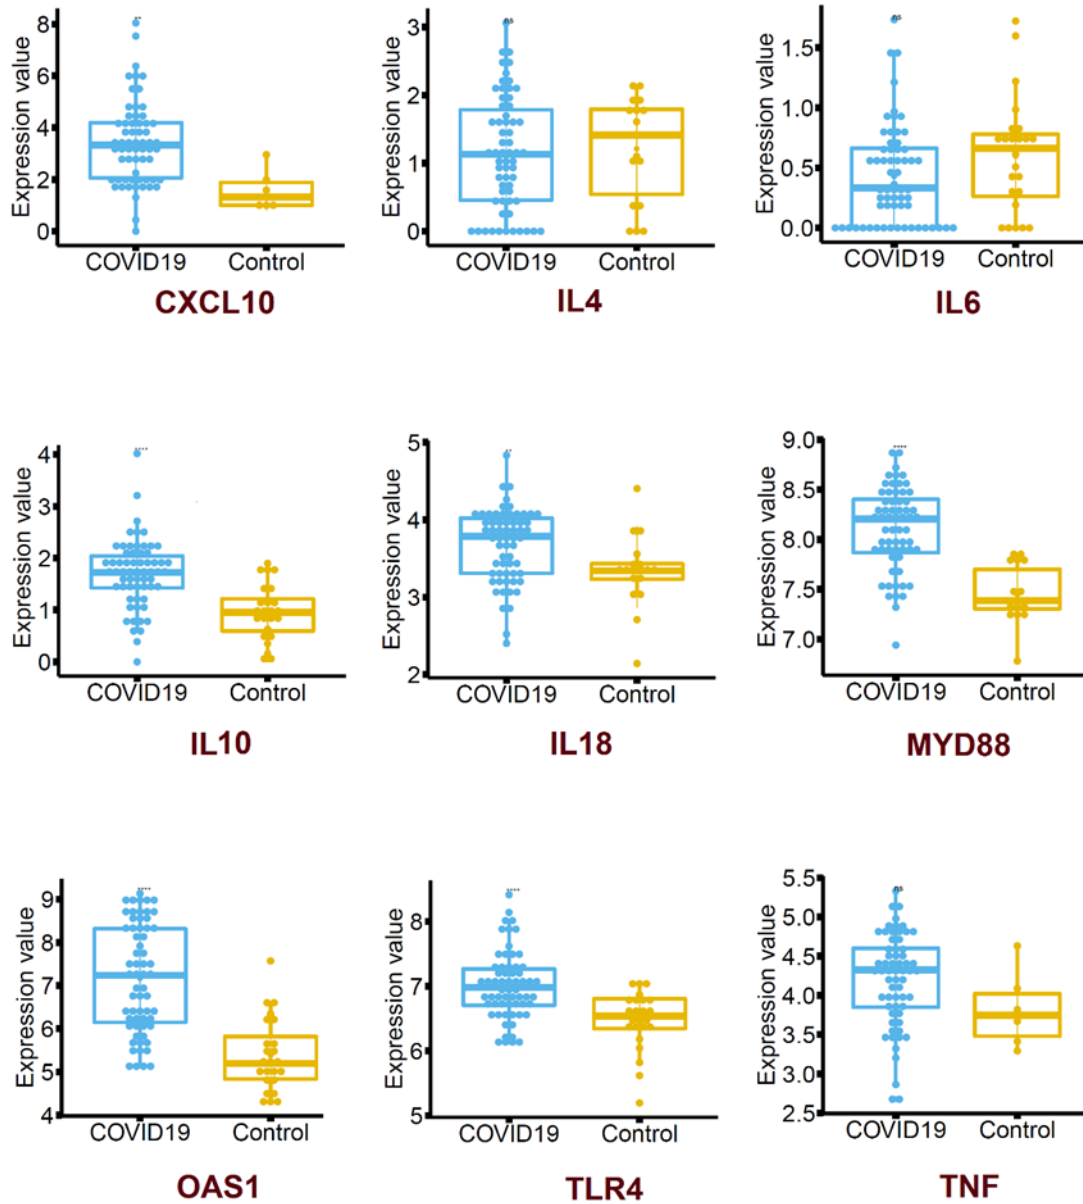 **
Expression value
8
6
4
2
0
COVID19 Control
CXCL10
ns
Expression value
3
2
1
0
COVID19 Control
IL4
ns
Expression value
1.5
1.0
0.5
0.0
COVID19 Control
IL6
****
Expression value
4
3
2
1
0
COVID19 Control
IL10
**
Expression value
5
4
3
2
COVID19 Control
IL18
****
Expression value
9.0
8.5
8.0
7.5
7.0
COVID19 Control
MYD88
****
Expression value
9
8
7
6
5
4
COVID19 Control
OAS1
****
Expression value
8
7
6
5
COVID19 Control
TLR4
ns
Expression value
5.5
5.0
4.5
4.0
3.5
3.0
2.5
COVID19 Control
TNF